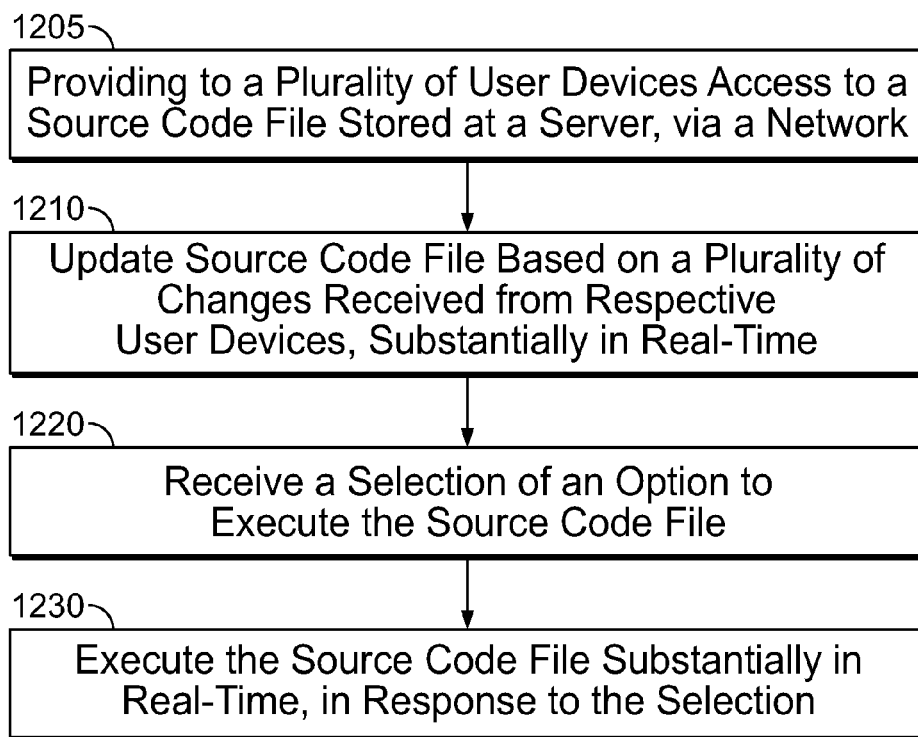 1205
Providing to a Plurality of User Devices Access to a
Source Code File Stored at a Server, via a Network
1210
Update Source Code File Based on a Plurality of
Changes Received from Respective
User Devices, Substantially in Real-Time
1220
Receive a Selection of an Option to
Execute the Source Code File
1230
Execute the Source Code File Substantially in
Real-Time, in Response to the Selection